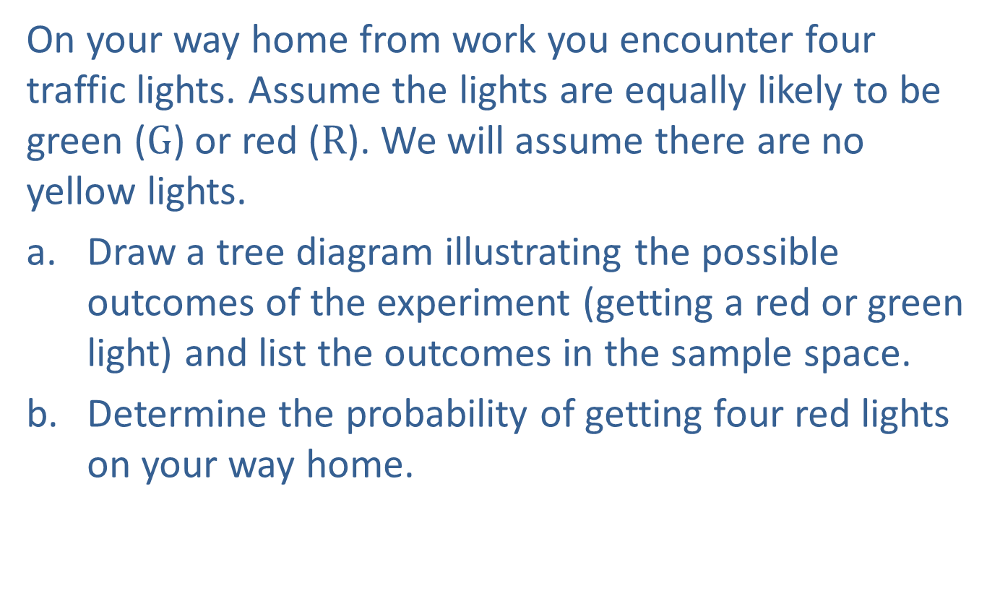 On your way home from work you encounter four
traffic lights. Assume the lights are equally likely to be
green (G) or red (R). We will assume there are no
yellow lights.
a. Draw a tree diagram illustrating the possible
outcomes of the experiment (getting a red or green
light) and list the outcomes in the sample space.
b. Determine the probability of getting four red lights
on your way home.